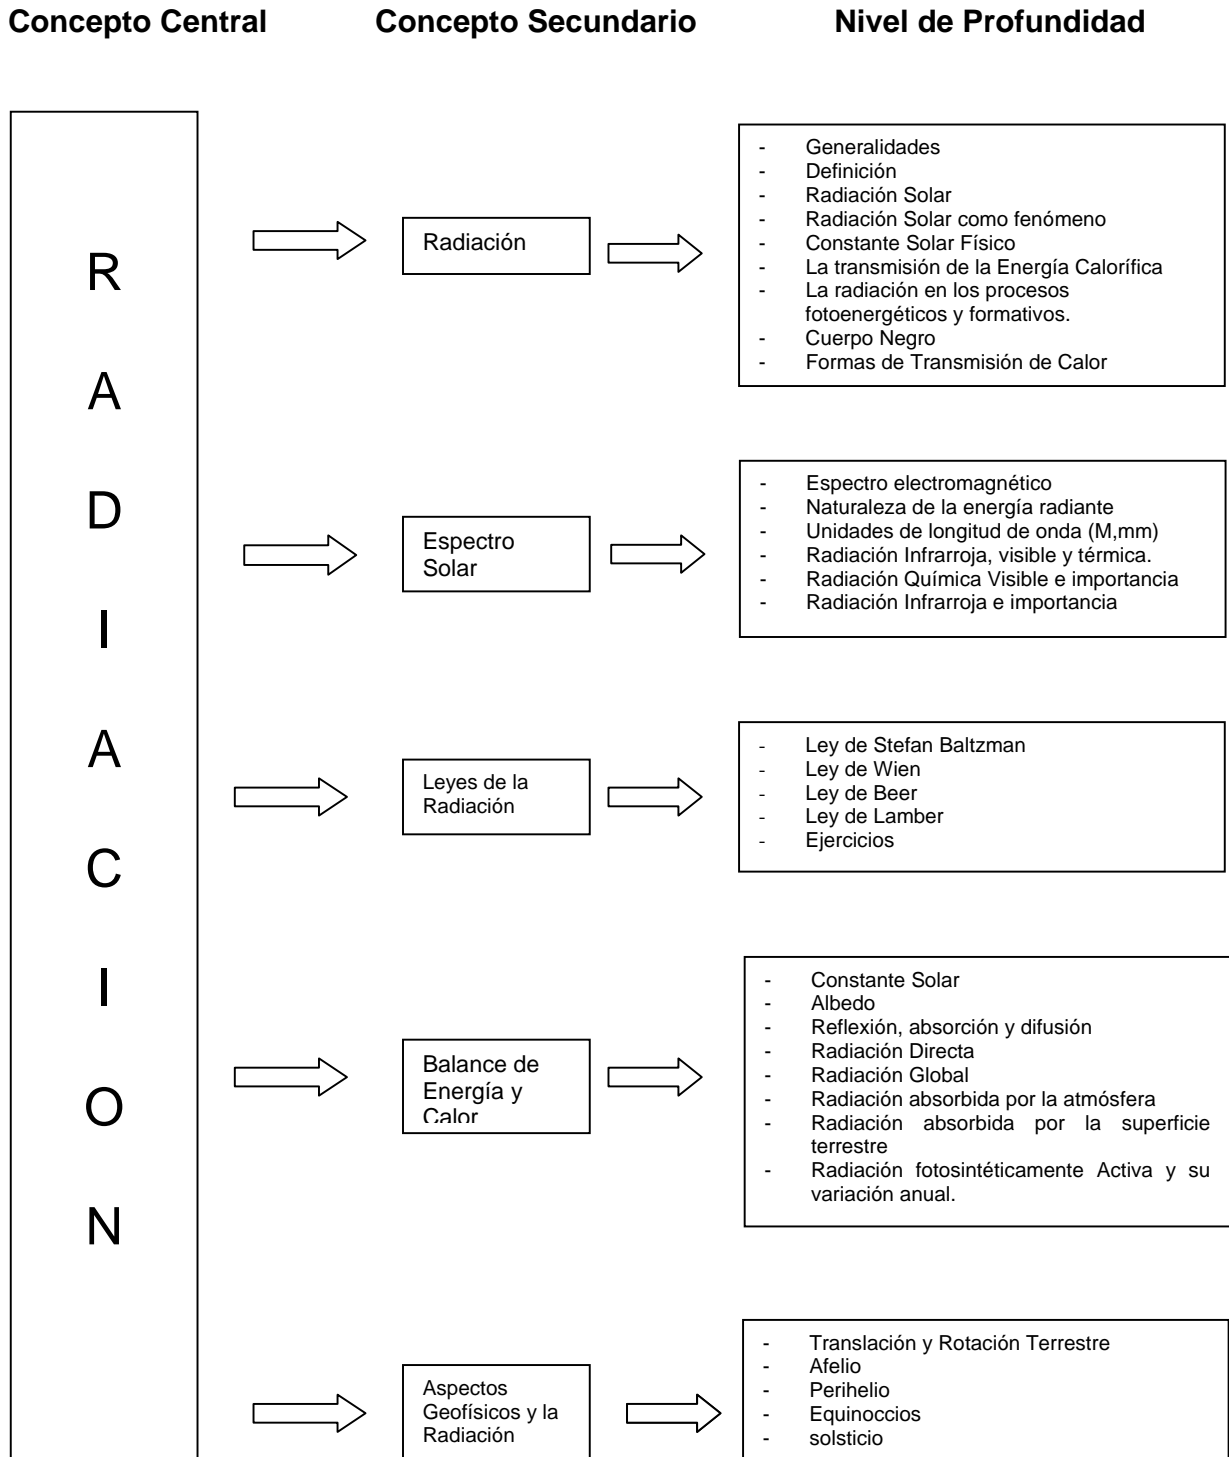 Concepto Central Concepto Secundario Nivel de Profundidad
R
A
D
I
A
C
I
O
N
Radiación
- Generalidades
- Definición
- Radiación Solar
- Radiación Solar como fenómeno
- Constante Solar Físico
- La transmisión de la Energía Calorífica
- La radiación en los procesos
fotoenergéticos y formativos.
- Cuerpo Negro
- Formas de Transmisión de Calor
Espectro
Solar
- Espectro electromagnético
- Naturaleza de la energía radiante
- Unidades de longitud de onda (M,mm)
- Radiación Infrarroja, visible y térmica.
- Radiación Química Visible e importancia
- Radiación Infrarroja e importancia
Leyes de la
Radiación
- Ley de Stefan Baltzman
- Ley de Wien
- Ley de Beer
- Ley de Lamber
- Ejercicios
Balance de
Energía y
Calor
- Constante Solar
- Albedo
- Reflexión, absorción y difusión
- Radiación Directa
- Radiación Global
- Radiación absorbida por la atmósfera
- Radiación absorbida por la superficie
terrestre
- Radiación fotosintéticamente Activa y su
variación anual.
Aspectos
Geofísicos y la
Radiación
- Translación y Rotación Terrestre
- Afelio
- Perihelio
- Equinoccios
- solsticio